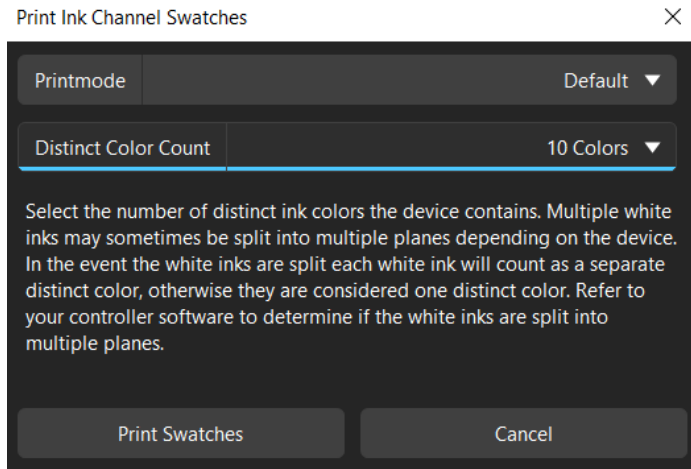 Print Ink Channel Swatches
Printmode
Default
Distinct Color Count
10 Colors
Select the number of distinct ink colors the device contains. Multiple white
inks may sometimes be split into multiple planes depending on the device.
In the event the white inks are split each white ink will count as a separate
distinct color, otherwise they are considered one distinct color. Refer to
your controller software to determine if the white inks are split into
multiple planes.
Print Swatches
Cancel